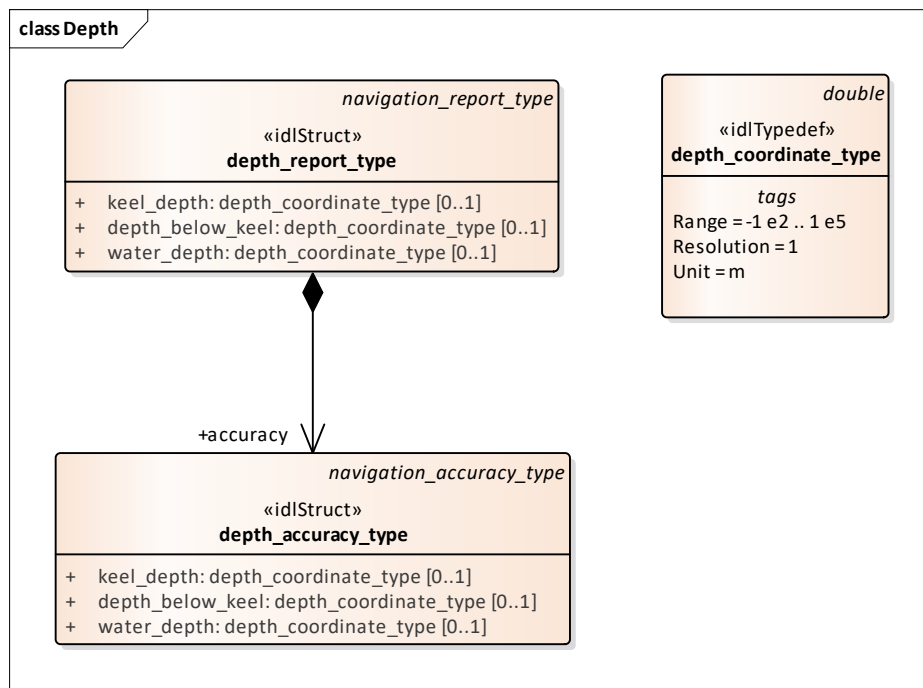 class Depth
navigation_report_type
«idlStruct»
depth_report_type
+ keel_depth: depth_coordinate_type [0..1]
+ depth_below_keel: depth_coordinate_type [0..1]
+ water_depth: depth_coordinate_type [0..1]
double
«idlTypedef»
depth_coordinate_type
tags
Range = -1 e2 .. 1 e5
Resolution = 1
Unit = m
+accuracy
navigation_accuracy_type
«idlStruct»
depth_accuracy_type
+ keel_depth: depth_coordinate_type [0..1]
+ depth_below_keel: depth_coordinate_type [0..1]
+ water_depth: depth_coordinate_type [0..1]